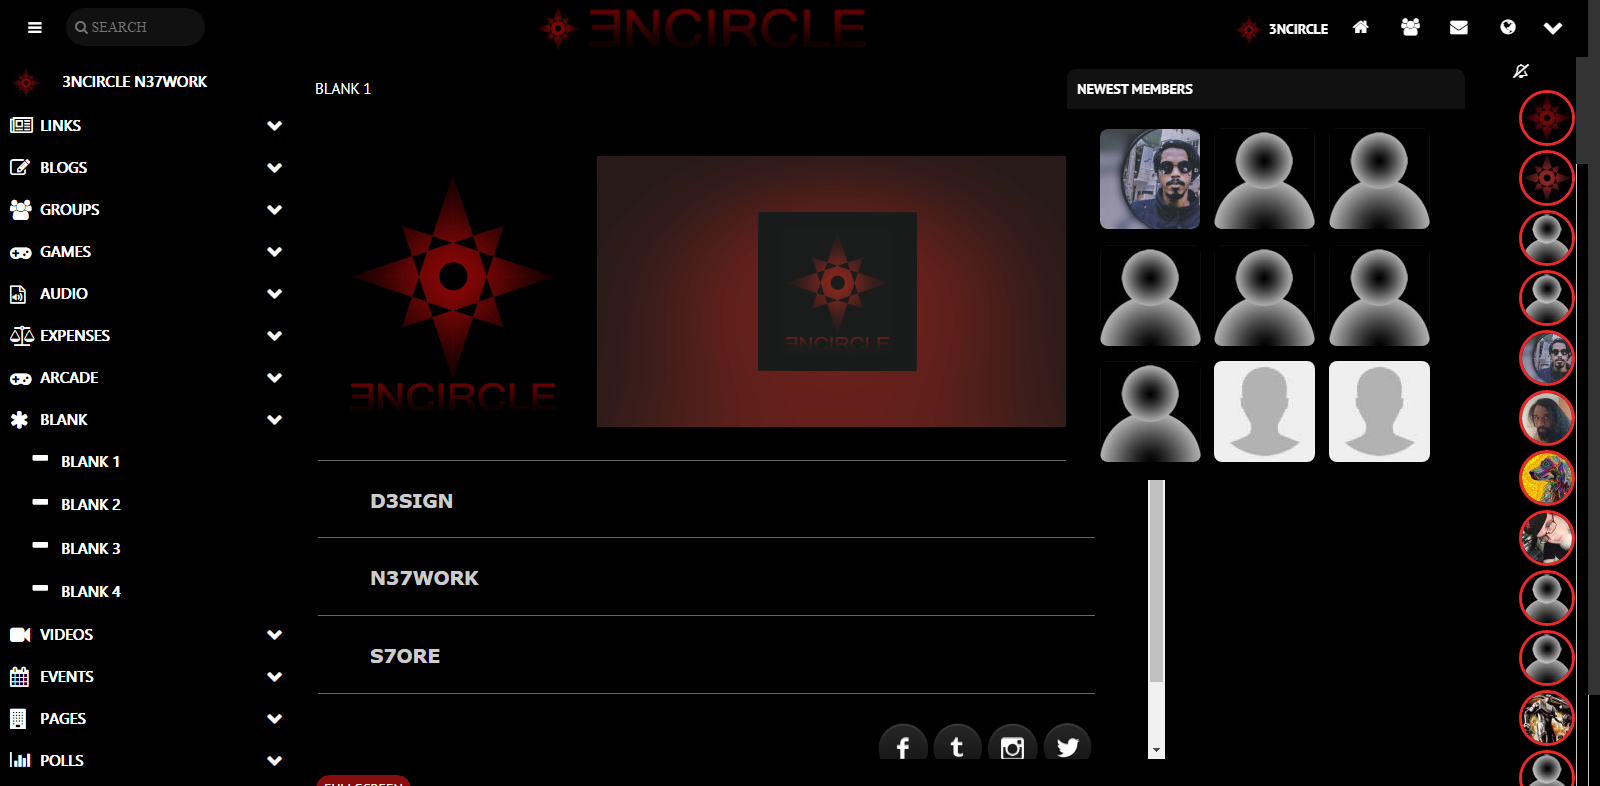 SEARCH
ƎNCIRCLE
3NCIRCLE
3NCIRCLE N37WORK
LINKS
BLOGS
GROUPS
GAMES
AUDIO
EXPENSES
ARCADE
BLANK
BLANK 1
BLANK 2
BLANK 3
BLANK 4
VIDEOS
EVENTS
PAGES
POLLS
BLANK 1
ƎNCIRCLE
ƎNCIRCLE
D3SIGN
N37WORK
S7ORE
FULLSCREEN
NEWEST MEMBERS